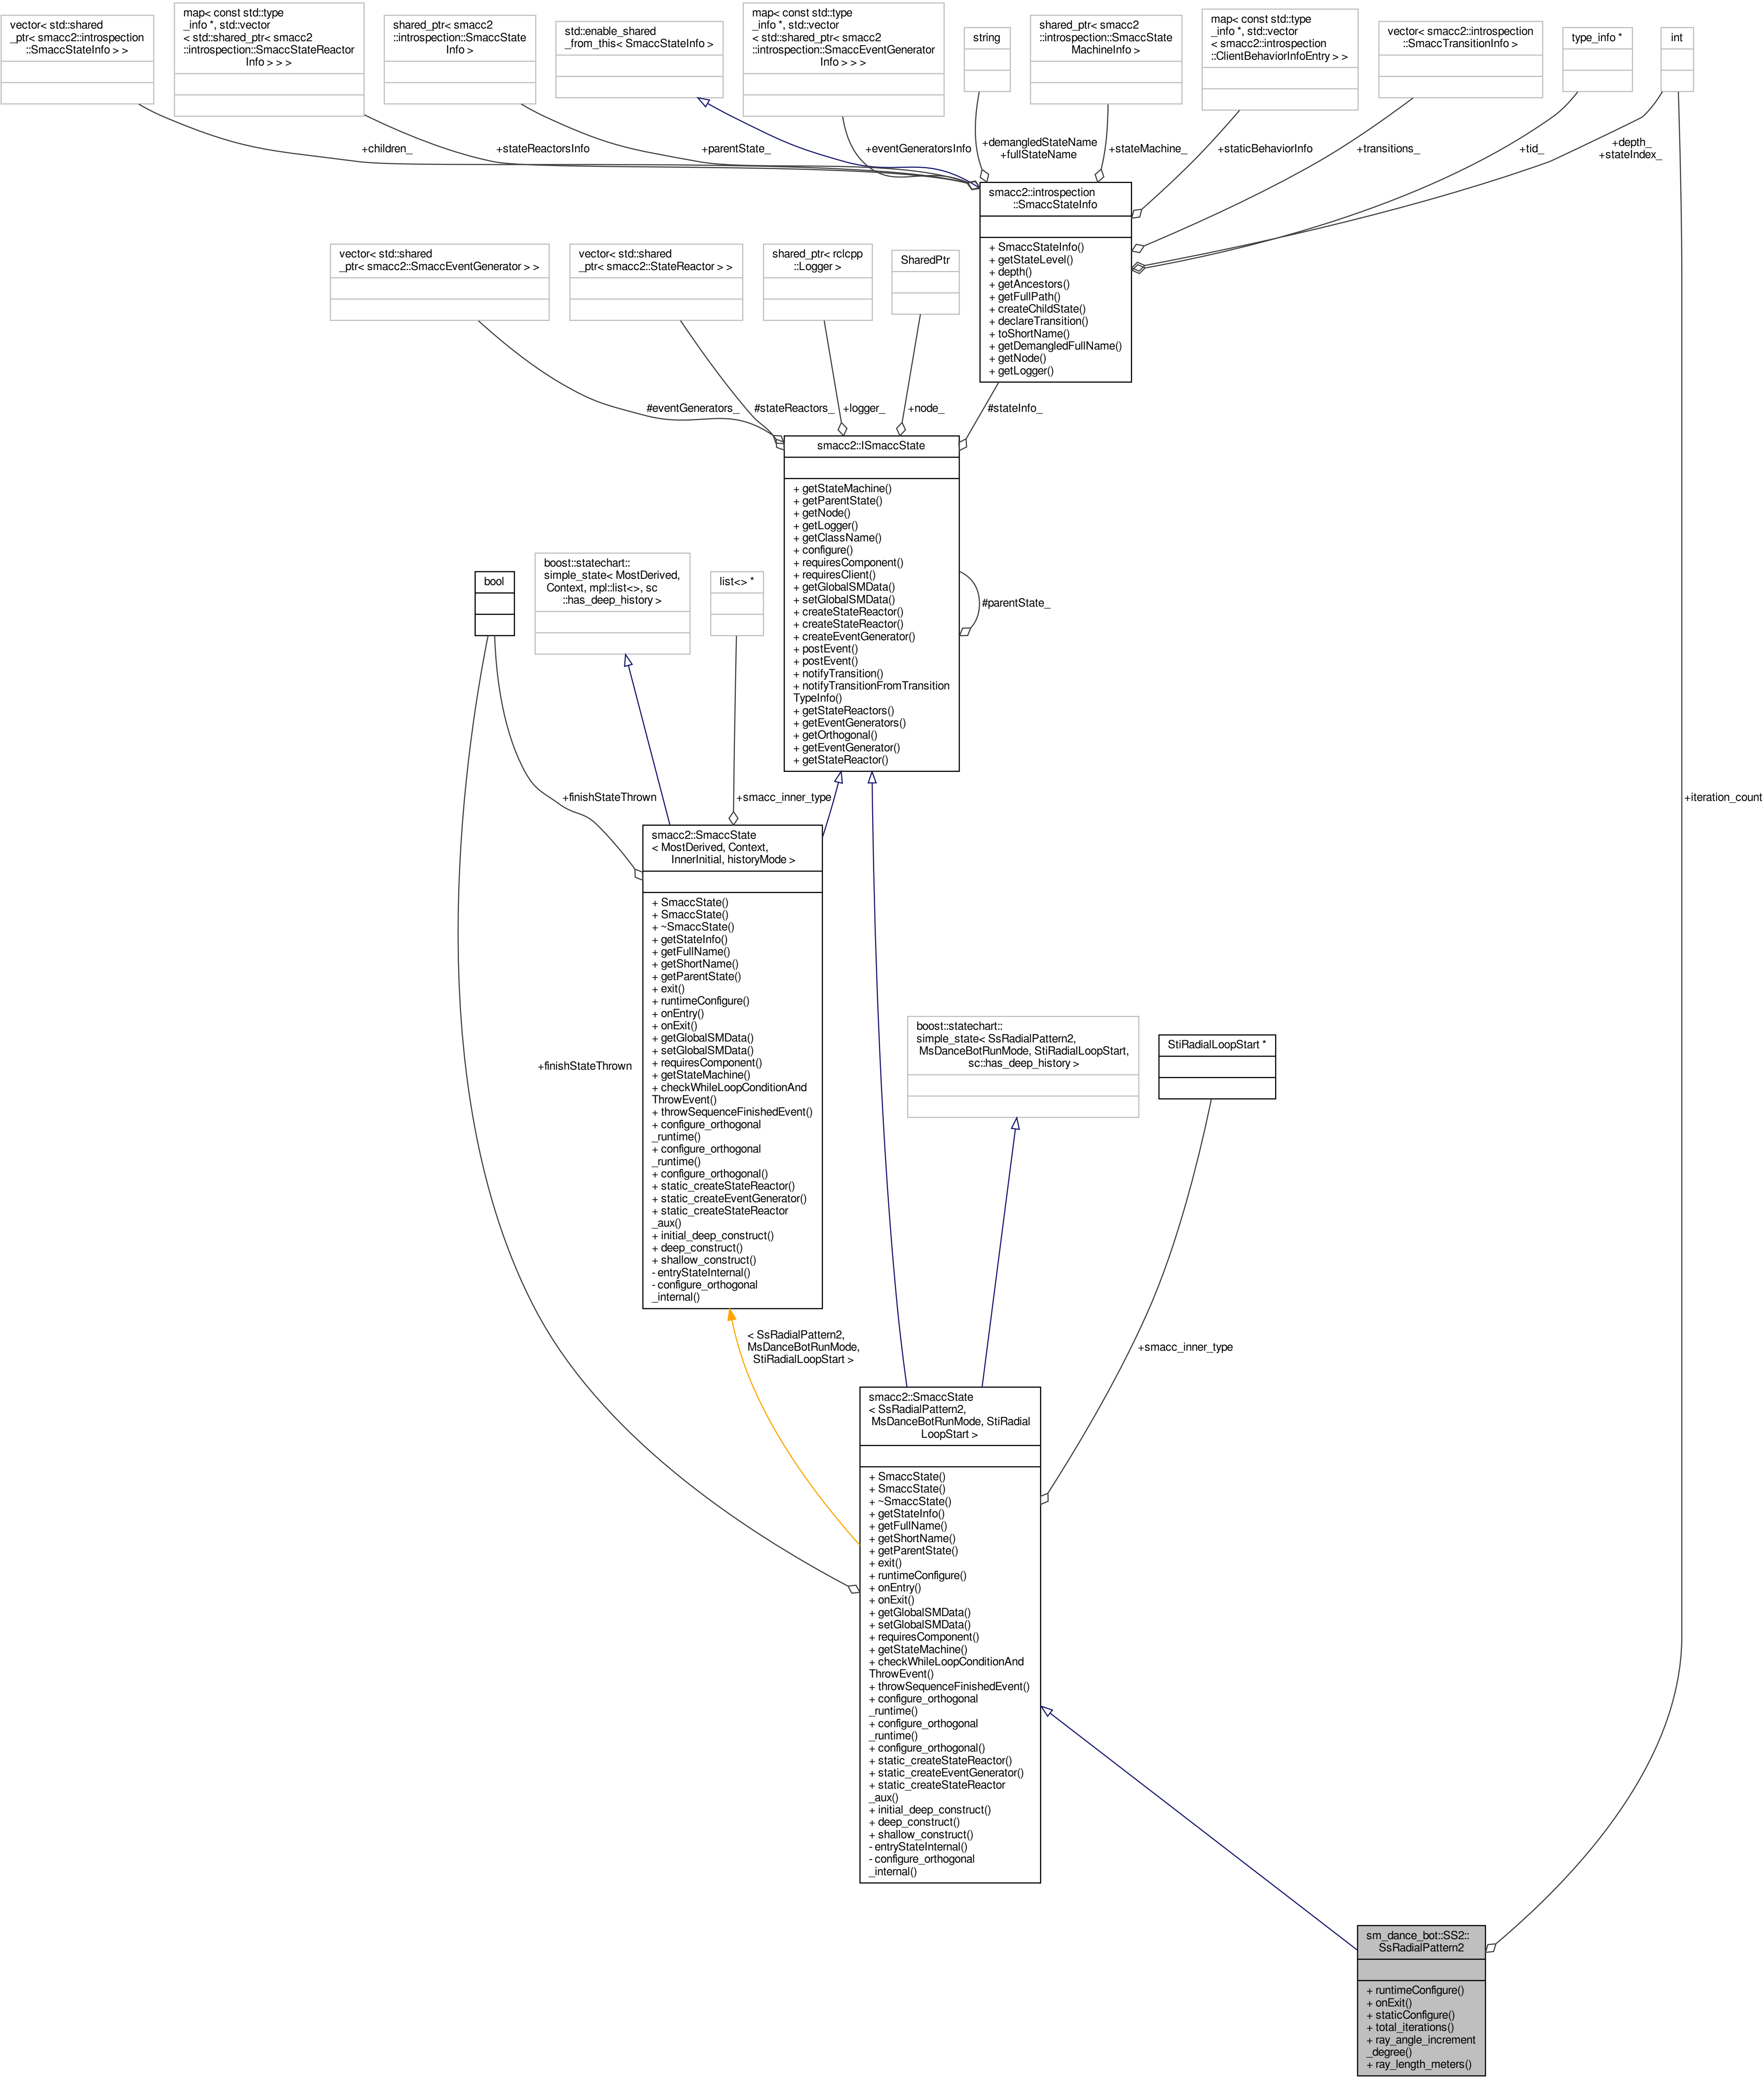 vector< std::shared
_ptr< smacc2::introspection
::SmaccStateInfo > >
map< const std::type
_info *, std::vector
< std::shared_ptr< smacc2
::introspection::SmaccStateReactor
Info > > >
shared_ptr< smacc2
::introspection::SmaccState
Info >
std::enable_shared
_from_this< SmaccStateInfo >
map< const std::type
_info *, std::vector
< std::shared_ptr< smacc2
::introspection::SmaccEventGenerator
Info > > >
string
shared_ptr< smacc2
::introspection::SmaccState
MachineInfo >
map< const std::type
_info *, std::vector
< smacc2::introspection
::ClientBehaviorInfoEntry > >
vector< smacc2::introspection
::SmaccTransitionInfo >
type_info *
int
+children_
+stateReactorsInfo
+parentState_
+eventGeneratorsInfo
+demangledStateName
+fullStateName
+stateMachine_
+staticBehaviorInfo
+transitions_
+tid_
+depth_
+stateIndex_
smacc2::introspection
::SmaccStateInfo
+ SmaccStateInfo()
+ getStateLevel()
+ depth()
+ getAncestors()
+ getFullPath()
+ createChildState()
+ declareTransition()
+ toShortName()
+ getDemangledFullName()
+ getNode()
+ getLogger()
vector< std::shared
_ptr< smacc2::SmaccEventGenerator > >
vector< std::shared
_ptr< smacc2::StateReactor > >
shared_ptr< rclcpp
::Logger >
SharedPtr
#eventGenerators_
#stateReactors_
+logger_
+node_
#stateInfo_
smacc2::ISmaccState
+ getStateMachine()
+ getParentState()
+ getNode()
+ getLogger()
+ getClassName()
+ configure()
+ requiresComponent()
+ requiresClient()
+ getGlobalSMData()
+ setGlobalSMData()
+ createStateReactor()
+ createStateReactor()
+ createEventGenerator()
+ postEvent()
+ postEvent()
+ notifyTransition()
+ notifyTransitionFromTransition
TypeInfo()
+ getStateReactors()
+ getEventGenerators()
+ getOrthogonal()
+ getEventGenerator()
+ getStateReactor()
#parentState_
bool
boost::statechart::
simple_state< MostDerived,
Context, mpl::list<>, sc
::has_deep_history >
list<> *
+finishStateThrown
+smacc_inner_type
+iteration_count
smacc2::SmaccState
< MostDerived, Context,
InnerInitial, historyMode >
+ SmaccState()
+ SmaccState()
+ ~SmaccState()
+ getStateInfo()
+ getFullName()
+ getShortName()
+ getParentState()
+ exit()
+ runtimeConfigure()
+ onEntry()
+ onExit()
+ getGlobalSMData()
+ setGlobalSMData()
+ requiresComponent()
+ getStateMachine()
+ checkWhileLoopConditionAnd
ThrowEvent()
+ throwSequenceFinishedEvent()
+ configure_orthogonal
_runtime()
+ configure_orthogonal
_runtime()
+ configure_orthogonal()
+ static_createStateReactor()
+ static_createEventGenerator()
+ static_createStateReactor
_aux()
+ initial_deep_construct()
+ deep_construct()
+ shallow_construct()
- entryStateInternal()
- configure_orthogonal
_internal()
+finishStateThrown
boost::statechart::
simple_state< SsRadialPattern2,
MsDanceBotRunMode, StiRadialLoopStart,
sc::has_deep_history >
StiRadialLoopStart *
< SsRadialPattern2,
MsDanceBotRunMode,
StiRadialLoopStart >
+smacc_inner_type
smacc2::SmaccState
< SsRadialPattern2,
MsDanceBotRunMode, StiRadial
LoopStart >
+ SmaccState()
+ SmaccState()
+ ~SmaccState()
+ getStateInfo()
+ getFullName()
+ getShortName()
+ getParentState()
+ exit()
+ runtimeConfigure()
+ onEntry()
+ onExit()
+ getGlobalSMData()
+ setGlobalSMData()
+ requiresComponent()
+ getStateMachine()
+ checkWhileLoopConditionAnd
ThrowEvent()
+ throwSequenceFinishedEvent()
+ configure_orthogonal
_runtime()
+ configure_orthogonal
_runtime()
+ configure_orthogonal()
+ static_createStateReactor()
+ static_createEventGenerator()
+ static_createStateReactor
_aux()
+ initial_deep_construct()
+ deep_construct()
+ shallow_construct()
- entryStateInternal()
- configure_orthogonal
_internal()
sm_dance_bot::SS2::
SsRadialPattern2
+ runtimeConfigure()
+ onExit()
+ staticConfigure()
+ total_iterations()
+ ray_angle_increment
_degree()
+ ray_length_meters()